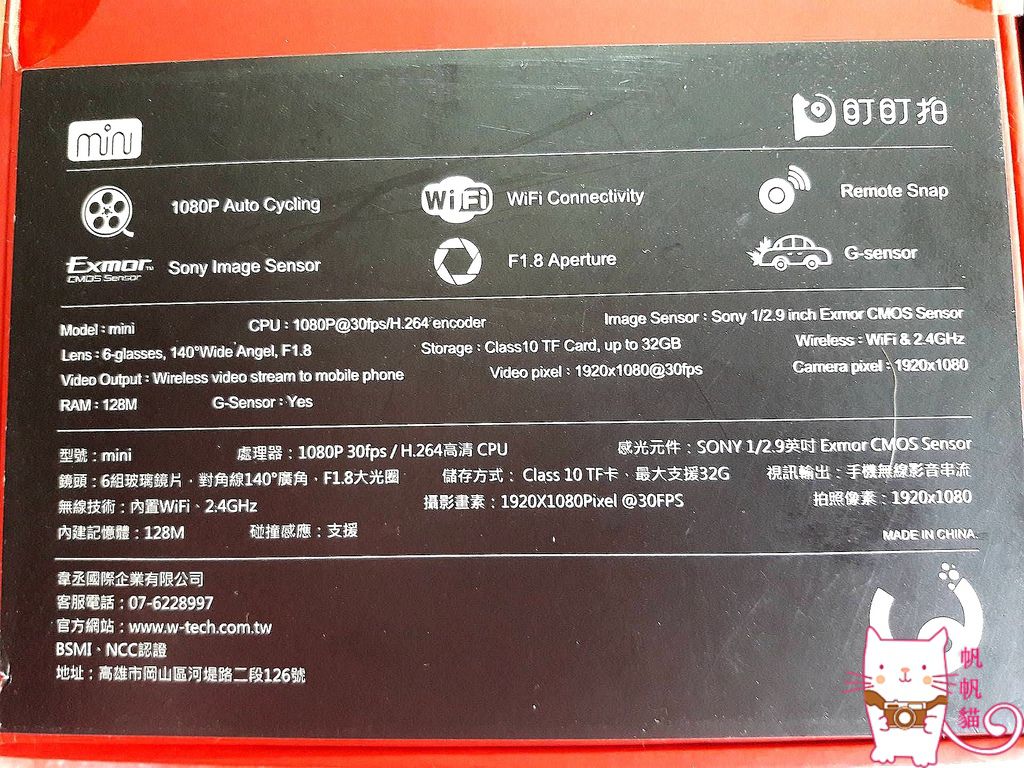 mini
盯盯拍
1080P Auto Cycling
WiFi
WiFi Connectivity
Remote Snap
Exmor™
CMOS Sensor
Sony Image Sensor
F1.8 Aperture
G-sensor
Model：mini CPU：1080P@30fps/H.264 encoder Image Sensor：Sony 1/2.9 inch Exmor CMOS Sensor
Lens：6-glasses, 140°Wide Angel, F1.8 Storage：Class10 TF Card, up to 32GB Wireless：WiFi & 2.4GHz
Video Output：Wireless video stream to mobile phone Video pixel：1920x1080@30fps Camera pixel：1920x1080
RAM：128M G-Sensor：Yes
型號：mini 處理器：1080P 30fps / H.264高清 CPU 感光元件：SONY 1/2.9英吋 Exmor CMOS Sensor
鏡頭：6組玻璃鏡片，對角線140°廣角、F1.8大光圈 儲存方式： Class 10 TF卡、最大支援32G 視訊輸出：手機無線影音串流
無線技術：內置WiFi、2.4GHz 攝影畫素：1920X1080Pixel @30FPS 拍照像素：1920x1080
內建記憶體：128M 碰撞感應：支援
MADE IN CHINA.
韋丞國際企業有限公司
客服電話：07-6228997
官方網站：www.w-tech.com.tw
BSMI、NCC認證
地址：高雄市岡山區河堤路二段126號
帆帆貓